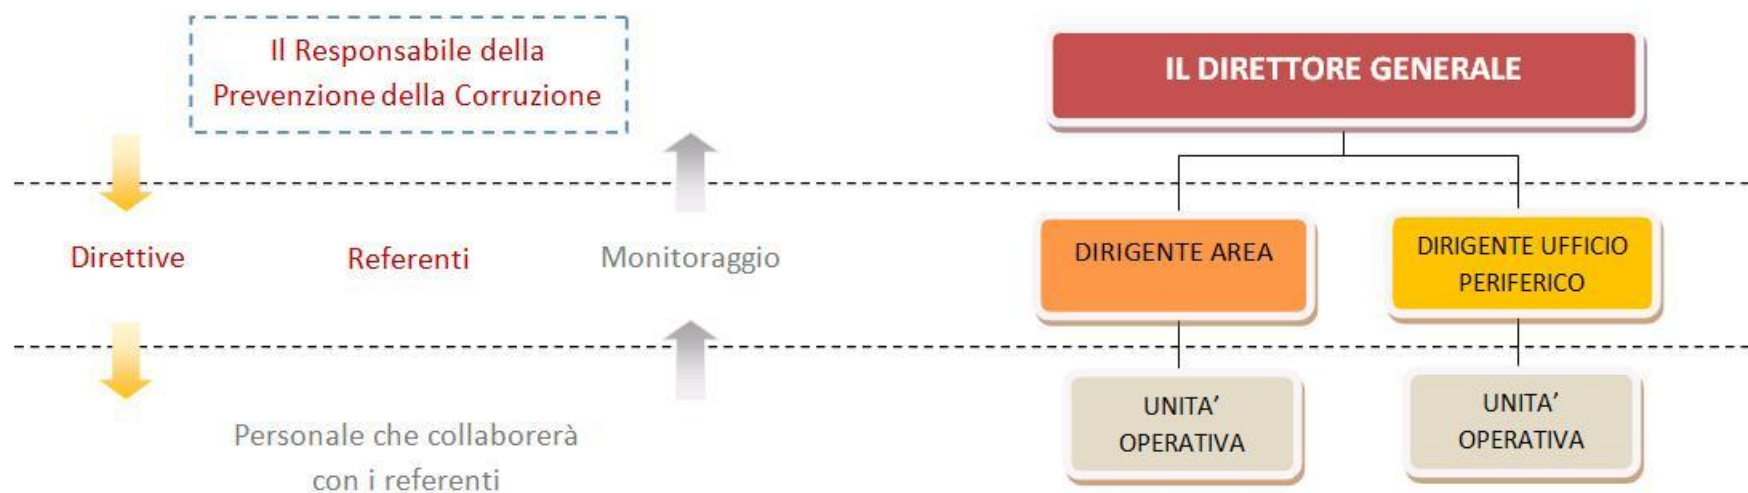 Il Responsabile della
Prevenzione della Corruzione
IL DIRETTORE GENERALE
Direttive
Referenti
Monitoraggio
DIRIGENTE AREA
DIRIGENTE UFFICIO
PERIFERICO
Personale che collaborerà
con i referenti
UNITA’
OPERATIVA
UNITA’
OPERATIVA